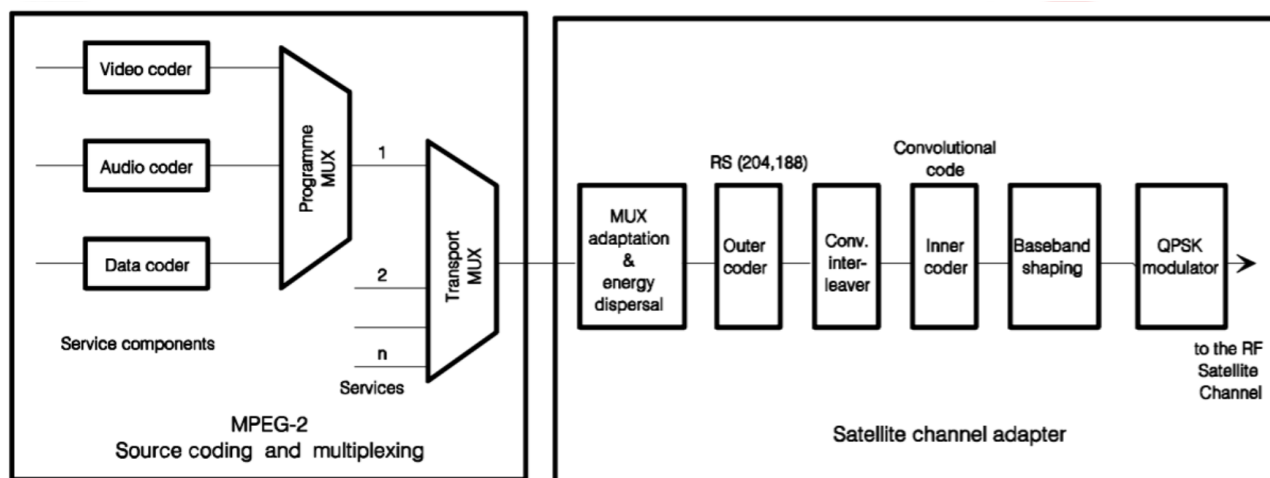 Video coder
Audio coder
Data coder
Service components
Programme
MUX
1
2
n
Services
Transport
MUX
MPEG-2
Source coding and multiplexing
MUX
adaptation
&
energy
dispersal
RS (204,188)
Outer
coder
Conv.
inter-
leaver
Convolutional
code
Inner
coder
Baseband
shaping
QPSK
modulator
to the RF
Satellite
Channel
Satellite channel adapter